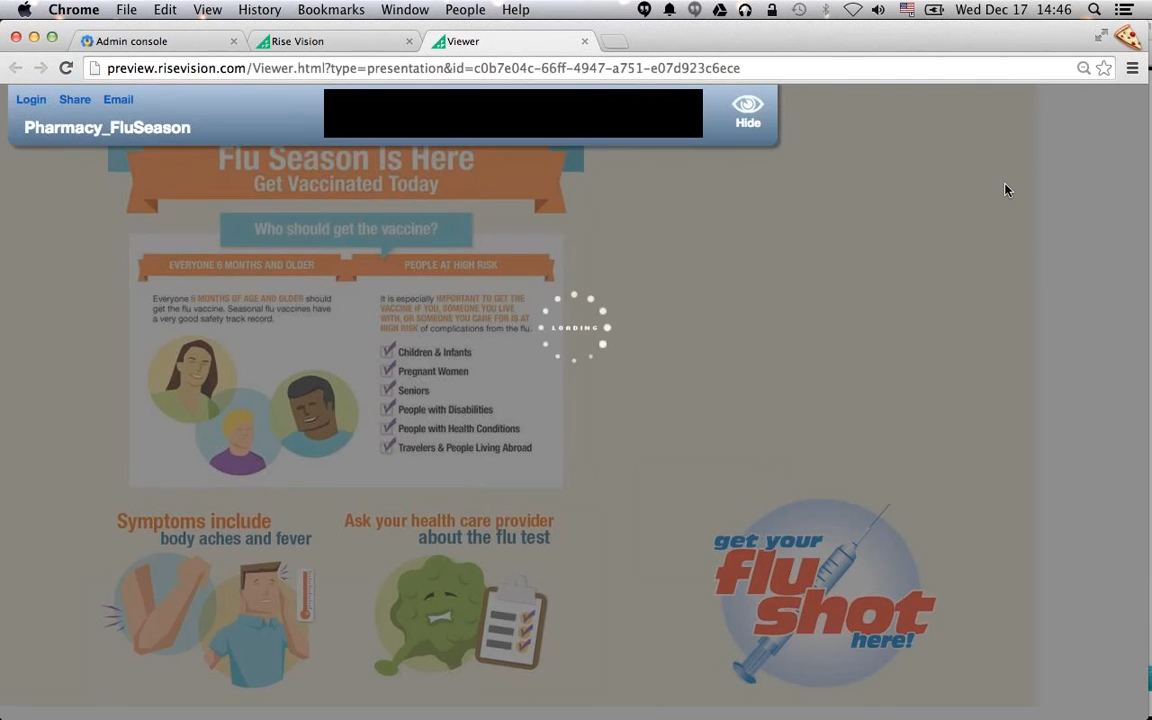 Chrome File Edit View History Bookmarks Window People Help Wed Dec 17 14:46
Admin console Rise Vision Viewer
preview.risevision.com/Viewer.html?type=presentation&id=c0b7e04c-66ff-4947-a751-e07d923c6ece
Login Share Email
Pharmacy_FluSeason
Hide
Flu Season Is Here
Get Vaccinated Today
Who should get the vaccine?
EVERYONE 6 MONTHS AND OLDER
Everyone 6 MONTHS OF AGE AND OLDER should
get the flu vaccine. Seasonal flu vaccines have
a very good safety track record.
PEOPLE AT HIGH RISK
It is especially IMPORTANT TO GET THE
VACCINE IF YOU, SOMEONE YOU LIVE
WITH, OR SOMEONE YOU CARE FOR IS AT
HIGH RISK of complications from the flu.
Children & Infants
Pregnant Women
Seniors
People with Disabilities
People with Health Conditions
Travelers & People Living Abroad
LOADING
Symptoms include
body aches and fever
Ask your health care provider
about the flu test
get your
flu
shot
here!